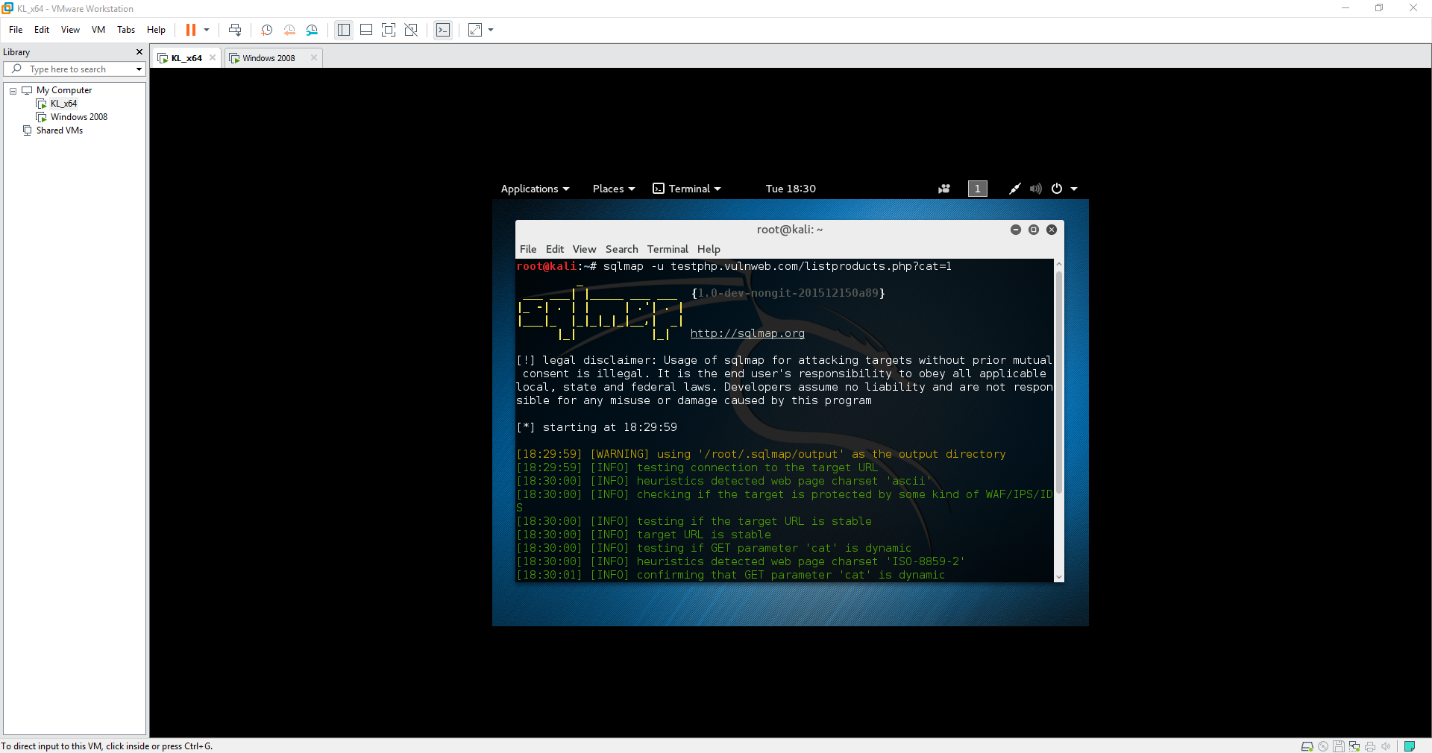 KL_x64 - VMware Workstation
File Edit View VM Tabs Help
Library
Type here to search
My Computer
KL_x64
Windows 2008
Shared VMs
KL_x64 Windows 2008
Applications Places Terminal Tue 18:30 1
root@kali: ~
File Edit View Search Terminal Help
root@kali:~# sqlmap -u testphp.vulnweb.com/listproducts.php?cat=1
{1.0-dev-nongit-201512150a89}
http://sqlmap.org
[!] legal disclaimer: Usage of sqlmap for attacking targets without prior mutual
consent is illegal. It is the end user's responsibility to obey all applicable
local, state and federal laws. Developers assume no liability and are not respon
sible for any misuse or damage caused by this program
[*] starting at 18:29:59
[18:29:59] [WARNING] using '/root/.sqlmap/output' as the output directory
[18:29:59] [INFO] testing connection to the target URL
[18:30:00] [INFO] heuristics detected web page charset 'ascii'
[18:30:00] [INFO] checking if the target is protected by some kind of WAF/IPS/ID
S
[18:30:00] [INFO] testing if the target URL is stable
[18:30:00] [INFO] target URL is stable
[18:30:00] [INFO] testing if GET parameter 'cat' is dynamic
[18:30:00] [INFO] heuristics detected web page charset 'ISO-8859-2'
[18:30:01] [INFO] confirming that GET parameter 'cat' is dynamic
To direct input to this VM, click inside or press Ctrl+G.